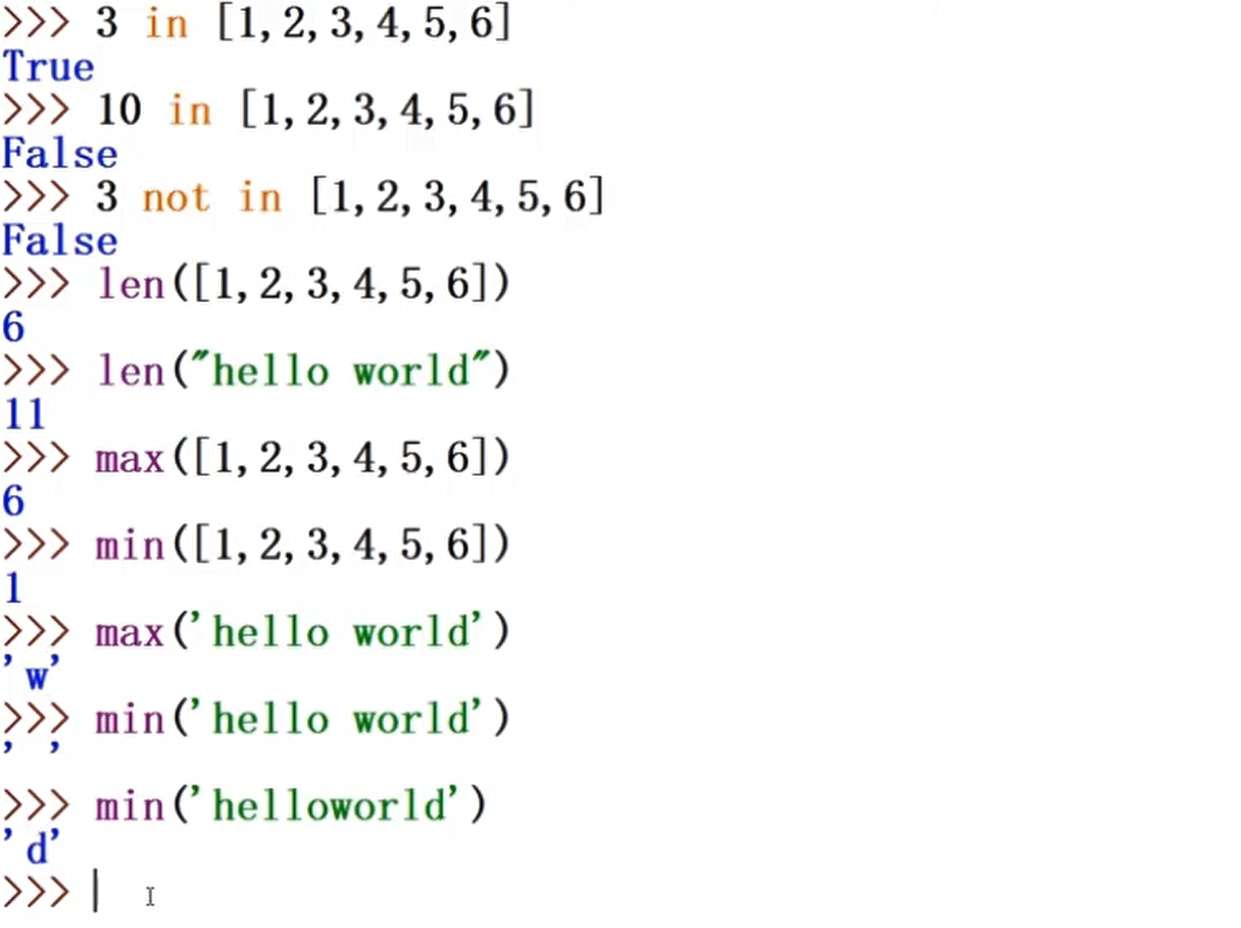 >>> 3 in [1, 2, 3, 4, 5, 6]
True
>>> 10 in [1, 2, 3, 4, 5, 6]
False
>>> 3 not in [1, 2, 3, 4, 5, 6]
False
>>> len([1, 2, 3, 4, 5, 6])
6
>>> len("hello world")
11
>>> max([1, 2, 3, 4, 5, 6])
6
>>> min([1, 2, 3, 4, 5, 6])
1
>>> max('hello world')
'w'
>>> min('hello world')
' '
>>> min('helloworld')
'd'
>>>